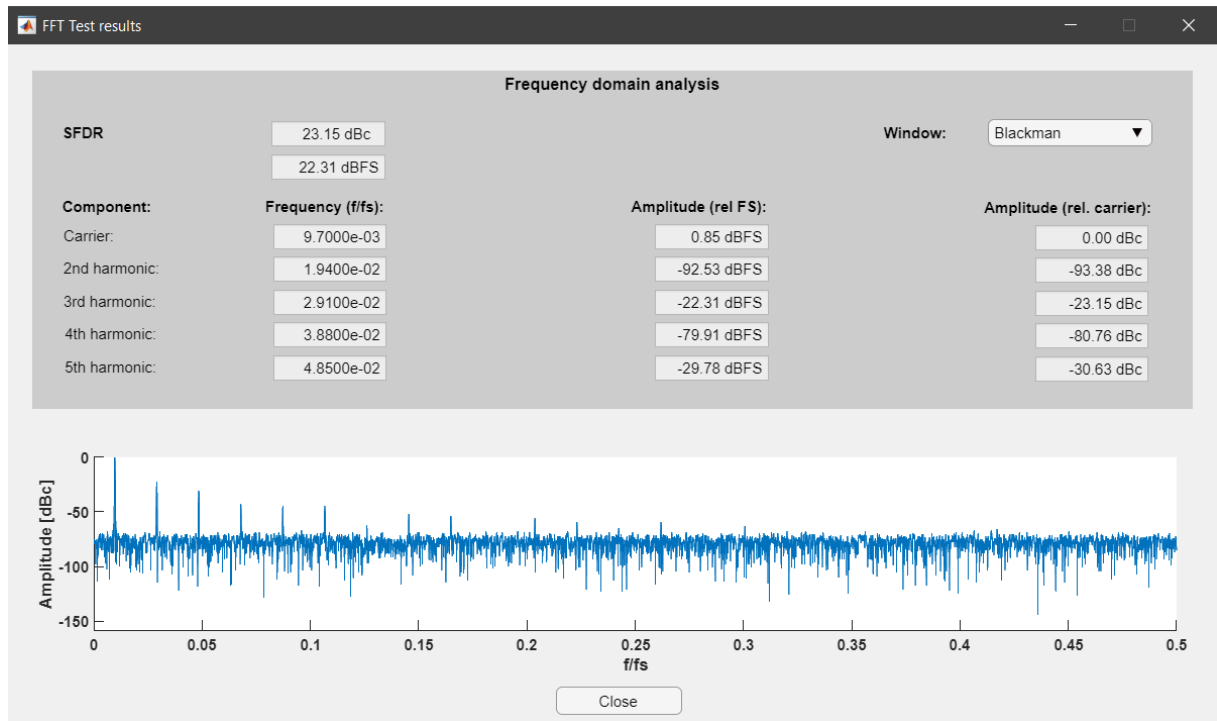 FFT Test results
Frequency domain analysis
SFDR 23.15 dBc Window: Blackman
22.31 dBFS
Component: Frequency (f/fs): Amplitude (rel FS): Amplitude (rel. carrier):
Carrier: 9.7000e-03 0.85 dBFS 0.00 dBc
2nd harmonic: 1.9400e-02 -92.53 dBFS -93.38 dBc
3rd harmonic: 2.9100e-02 -22.31 dBFS -23.15 dBc
4th harmonic: 3.8800e-02 -79.91 dBFS -80.76 dBc
5th harmonic: 4.8500e-02 -29.78 dBFS -30.63 dBc
Amplitude [dBc]
0
-50
-100
-150
0 0.05 0.1 0.15 0.2 0.25 0.3 0.35 0.4 0.45 0.5
f/fs
Close